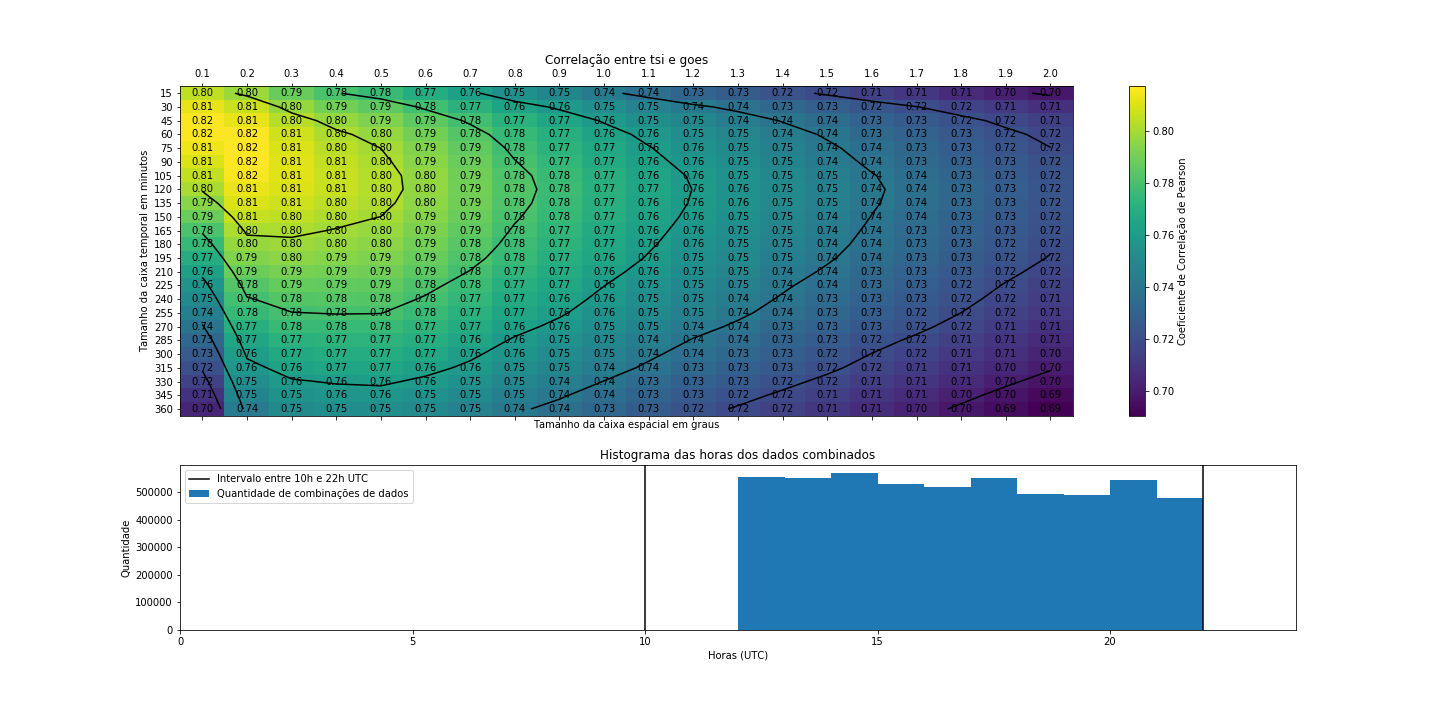 Correlação entre tsi e goes
0.1 0.2 0.3 0.4 0.5 0.6 0.7 0.8 0.9 1.0 1.1 1.2 1.3 1.4 1.5 1.6 1.7 1.8 1.9 2.0
15 0.80 0.80 0.79 0.78 0.78 0.77 0.76 0.75 0.75 0.74 0.74 0.73 0.73 0.72 0.72 0.71 0.71 0.71 0.70 0.70
30 0.81 0.81 0.80 0.79 0.79 0.78 0.77 0.76 0.76 0.75 0.75 0.74 0.74 0.73 0.73 0.72 0.72 0.72 0.71 0.71
45 0.82 0.81 0.80 0.80 0.79 0.79 0.78 0.77 0.77 0.76 0.75 0.75 0.74 0.74 0.74 0.73 0.73 0.72 0.72 0.71
60 0.82 0.82 0.81 0.80 0.80 0.79 0.78 0.78 0.77 0.76 0.76 0.75 0.75 0.74 0.74 0.73 0.73 0.73 0.72 0.72
75 0.81 0.82 0.81 0.80 0.80 0.79 0.79 0.78 0.77 0.77 0.76 0.75 0.75 0.75 0.74 0.74 0.73 0.73 0.72 0.72
90 0.81 0.82 0.81 0.81 0.80 0.79 0.79 0.78 0.77 0.77 0.76 0.76 0.75 0.75 0.74 0.74 0.73 0.73 0.73 0.72
105 0.81 0.82 0.81 0.81 0.80 0.80 0.79 0.78 0.78 0.77 0.76 0.76 0.75 0.75 0.75 0.74 0.74 0.73 0.73 0.72
120 0.80 0.81 0.81 0.81 0.80 0.80 0.79 0.78 0.78 0.77 0.77 0.76 0.76 0.75 0.75 0.74 0.74 0.73 0.73 0.72
135 0.79 0.81 0.81 0.80 0.80 0.80 0.79 0.78 0.78 0.77 0.77 0.76 0.76 0.75 0.75 0.74 0.74 0.73 0.73 0.72
150 0.79 0.81 0.80 0.80 0.80 0.79 0.79 0.78 0.78 0.77 0.76 0.76 0.75 0.75 0.75 0.74 0.74 0.73 0.73 0.72
165 0.78 0.80 0.80 0.80 0.80 0.79 0.79 0.78 0.78 0.77 0.76 0.76 0.75 0.75 0.74 0.74 0.73 0.73 0.73 0.72
180 0.78 0.80 0.80 0.80 0.80 0.79 0.79 0.78 0.77 0.77 0.76 0.76 0.75 0.75 0.74 0.74 0.73 0.73 0.72 0.72
195 0.77 0.79 0.80 0.79 0.79 0.79 0.78 0.78 0.77 0.76 0.76 0.75 0.75 0.75 0.74 0.74 0.73 0.73 0.72 0.72
210 0.76 0.79 0.79 0.79 0.79 0.79 0.78 0.77 0.77 0.76 0.76 0.75 0.75 0.74 0.74 0.73 0.73 0.73 0.72 0.72
225 0.76 0.78 0.79 0.79 0.79 0.78 0.78 0.77 0.77 0.76 0.75 0.75 0.75 0.74 0.74 0.73 0.73 0.72 0.72 0.72
240 0.75 0.78 0.78 0.78 0.78 0.78 0.77 0.77 0.76 0.76 0.75 0.75 0.74 0.74 0.73 0.73 0.73 0.72 0.72 0.71
255 0.74 0.78 0.78 0.78 0.78 0.78 0.77 0.77 0.76 0.75 0.75 0.75 0.74 0.74 0.73 0.73 0.72 0.72 0.72 0.71
270 0.74 0.77 0.78 0.78 0.78 0.77 0.77 0.76 0.76 0.75 0.75 0.74 0.74 0.73 0.73 0.73 0.72 0.72 0.71 0.71
285 0.73 0.77 0.77 0.77 0.77 0.77 0.76 0.76 0.75 0.75 0.75 0.74 0.74 0.73 0.73 0.72 0.72 0.71 0.71 0.71
300 0.73 0.76 0.77 0.77 0.77 0.77 0.76 0.76 0.75 0.75 0.74 0.74 0.73 0.73 0.72 0.72 0.72 0.71 0.71 0.70
315 0.72 0.76 0.76 0.77 0.77 0.76 0.76 0.75 0.75 0.74 0.74 0.73 0.73 0.73 0.72 0.72 0.71 0.71 0.70 0.70
330 0.72 0.75 0.76 0.76 0.76 0.76 0.75 0.75 0.74 0.74 0.73 0.73 0.73 0.72 0.72 0.71 0.71 0.71 0.70 0.70
345 0.71 0.75 0.75 0.76 0.76 0.75 0.75 0.75 0.74 0.74 0.73 0.73 0.72 0.72 0.71 0.71 0.71 0.70 0.70 0.69
360 0.70 0.74 0.75 0.75 0.75 0.75 0.75 0.74 0.74 0.73 0.73 0.72 0.72 0.72 0.71 0.71 0.70 0.70 0.69 0.69
Tamanho da caixa temporal em minutos
Tamanho da caixa espacial em graus
0.80
0.78
0.76
0.74
0.72
0.70
Coeficiente de Correlação de Pearson
Histograma das horas dos dados combinados
Intervalo entre 10h e 22h UTC
Quantidade de combinações de dados
500000
400000
300000
200000
100000
0
Quantidade
0 5 10 15 20
Horas (UTC)